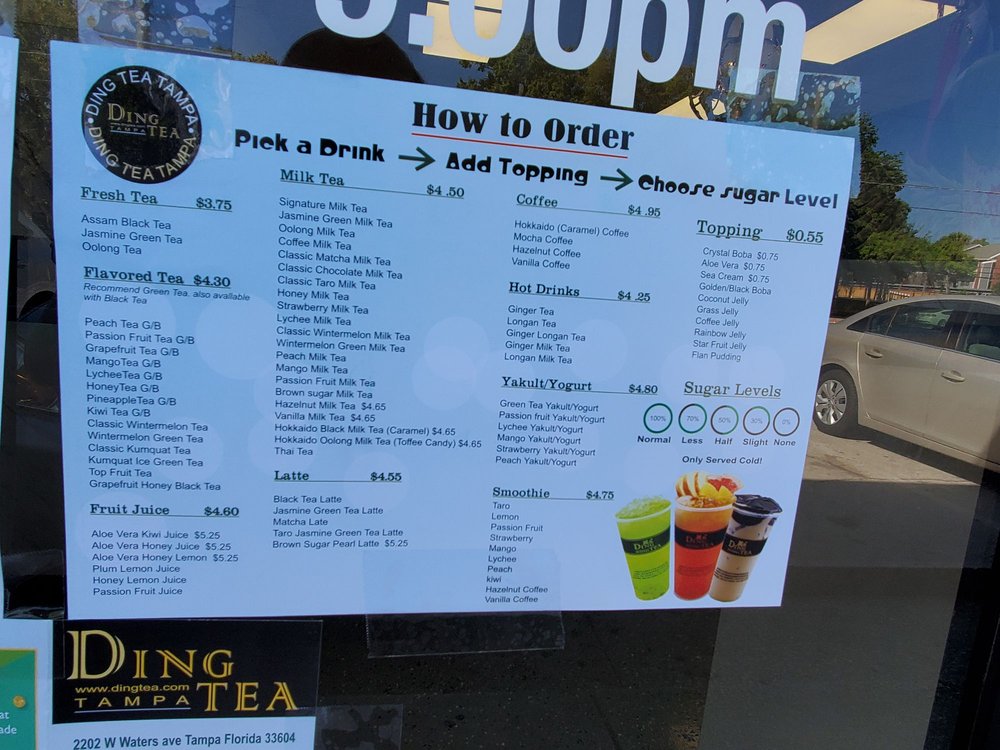 :00pm
DING TEA TAMPA
DING TEA
TAMPA
DING TEA TAMPA
How to Order
Pick a Drink → Add Topping → Choose sugar Level
Fresh Tea $3.75
Assam Black Tea
Jasmine Green Tea
Oolong Tea
Flavored Tea $4.30
Recommend Green Tea, also available
with Black Tea
Peach Tea G/B
Passion Fruit Tea G/B
Grapefruit Tea G/B
MangoTea G/B
LycheeTea G/B
HoneyTea G/B
PineappleTea G/B
Kiwi Tea G/B
Classic Wintermelon Tea
Wintermelon Green Tea
Classic Kumquat Tea
Kumquat Ice Green Tea
Top Fruit Tea
Grapefruit Honey Black Tea
Fruit Juice $4.60
Aloe Vera Kiwi Juice $5.25
Aloe Vera Honey Juice $5.25
Aloe Vera Honey Lemon $5.25
Plum Lemon Juice
Honey Lemon Juice
Passion Fruit Juice
Milk Tea $4.50
Signature Milk Tea
Jasmine Green Milk Tea
Oolong Milk Tea
Coffee Milk Tea
Classic Matcha Milk Tea
Classic Chocolate Milk Tea
Classic Taro Milk Tea
Honey Milk Tea
Strawberry Milk Tea
Lychee Milk Tea
Classic Wintermelon Milk Tea
Wintermelon Green Milk Tea
Peach Milk Tea
Mango Milk Tea
Passion Fruit Milk Tea
Brown sugar Milk Tea
Hazelnut Milk Tea $4.65
Vanilla Milk Tea $4.65
Hokkaido Black Milk Tea (Caramel) $4.65
Hokkaido Oolong Milk Tea (Toffee Candy) $4.65
Thai Tea
Latte $4.55
Black Tea Latte
Jasmine Green Tea Latte
Matcha Late
Taro Jasmine Green Tea Latte
Brown Sugar Pearl Latte $5.25
Coffee $4.95
Hokkaido (Caramel) Coffee
Mocha Coffee
Hazelnut Coffee
Vanilla Coffee
Hot Drinks $4.25
Ginger Tea
Longan Tea
Ginger Longan Tea
Ginger Milk Tea
Longan Milk Tea
Yakult/Yogurt $4.80
Green Tea Yakult/Yogurt
Passion fruit Yakult/Yogurt
Lychee Yakult/Yogurt
Mango Yakult/Yogurt
Strawberry Yakult/Yogurt
Peach Yakult/Yogurt
Smoothie $4.75
Taro
Lemon
Passion Fruit
Strawberry
Mango
Lychee
Peach
kiwi
Hazelnut Coffee
Vanilla Coffee
Topping $0.55
Crystal Boba $0.75
Aloe Vera $0.75
Sea Cream $0.75
Golden/Black Boba
Coconut Jelly
Grass Jelly
Coffee Jelly
Rainbow Jelly
Star Fruit Jelly
Flan Pudding
Sugar Levels
100% 70% 50% 30% 0%
Normal Less Half Slight None
Only Served Cold!
DING TEA
www.dingtea.com
TAMPA
2202 W Waters ave Tampa Florida 33604